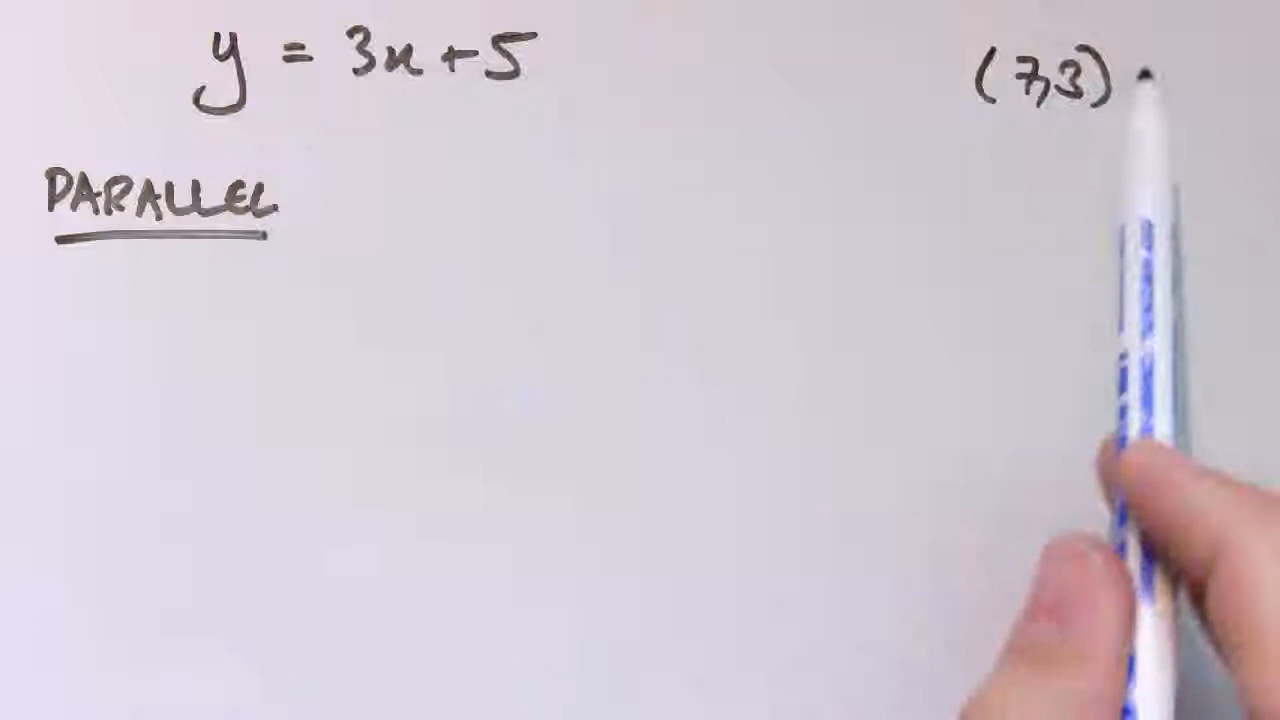 y = 3x+5
(7,3)
PARALLEL